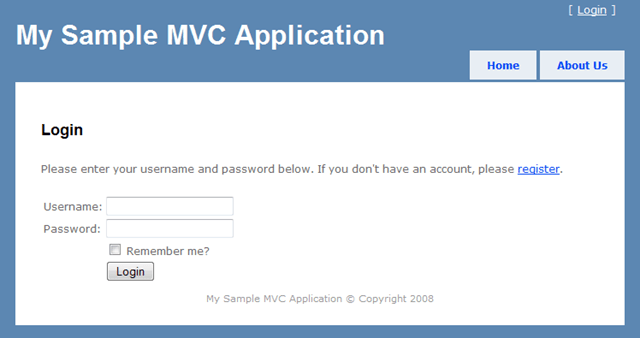 [ Login ]
My Sample MVC Application
Home About Us
Login
Please enter your username and password below. If you don't have an account, please register.
Username:
Password:
Remember me?
Login
My Sample MVC Application © Copyright 2008